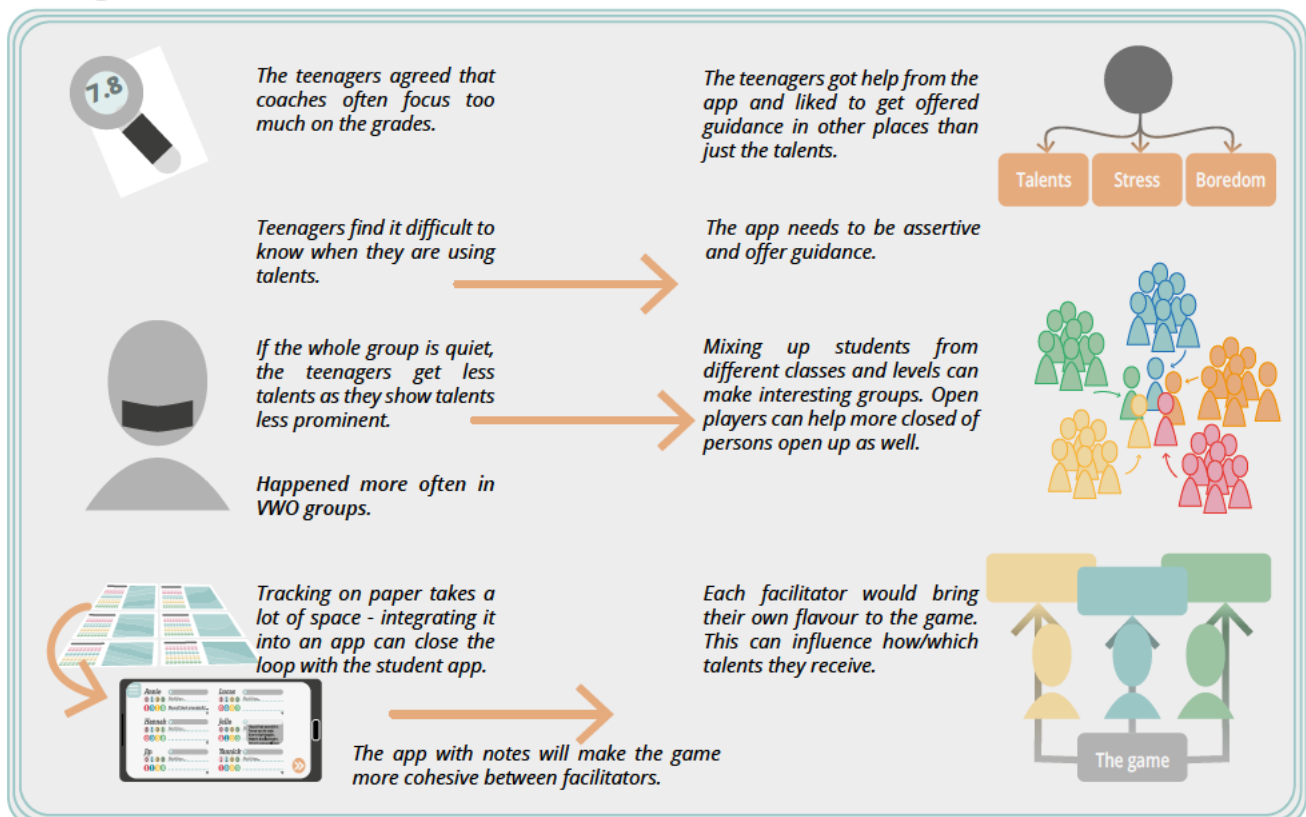 7.8
The teenagers agreed that
coaches often focus too
much on the grades.
The teenagers got help from the
app and liked to get offered
guidance in other places than
just the talents.
Talents
Stress
Boredom
Teenagers find it difficult to
know when they are using
talents.
The app needs to be assertive
and offer guidance.
If the whole group is quiet,
the teenagers get less
talents as they show talents
less prominent.
Happened more often in
VWO groups.
Mixing up students from
different classes and levels can
make interesting groups. Open
players can help more closed of
persons open up as well.
Tracking on paper takes a
lot of space - integrating it
into an app can close the
loop with the student app.
Annie
Lucas
Hannah
Jelle
Jip
Yannick
The app with notes will make the game
more cohesive between facilitators.
Each facilitator would bring
their own flavour to the game.
This can influence how/which
talents they receive.
The game